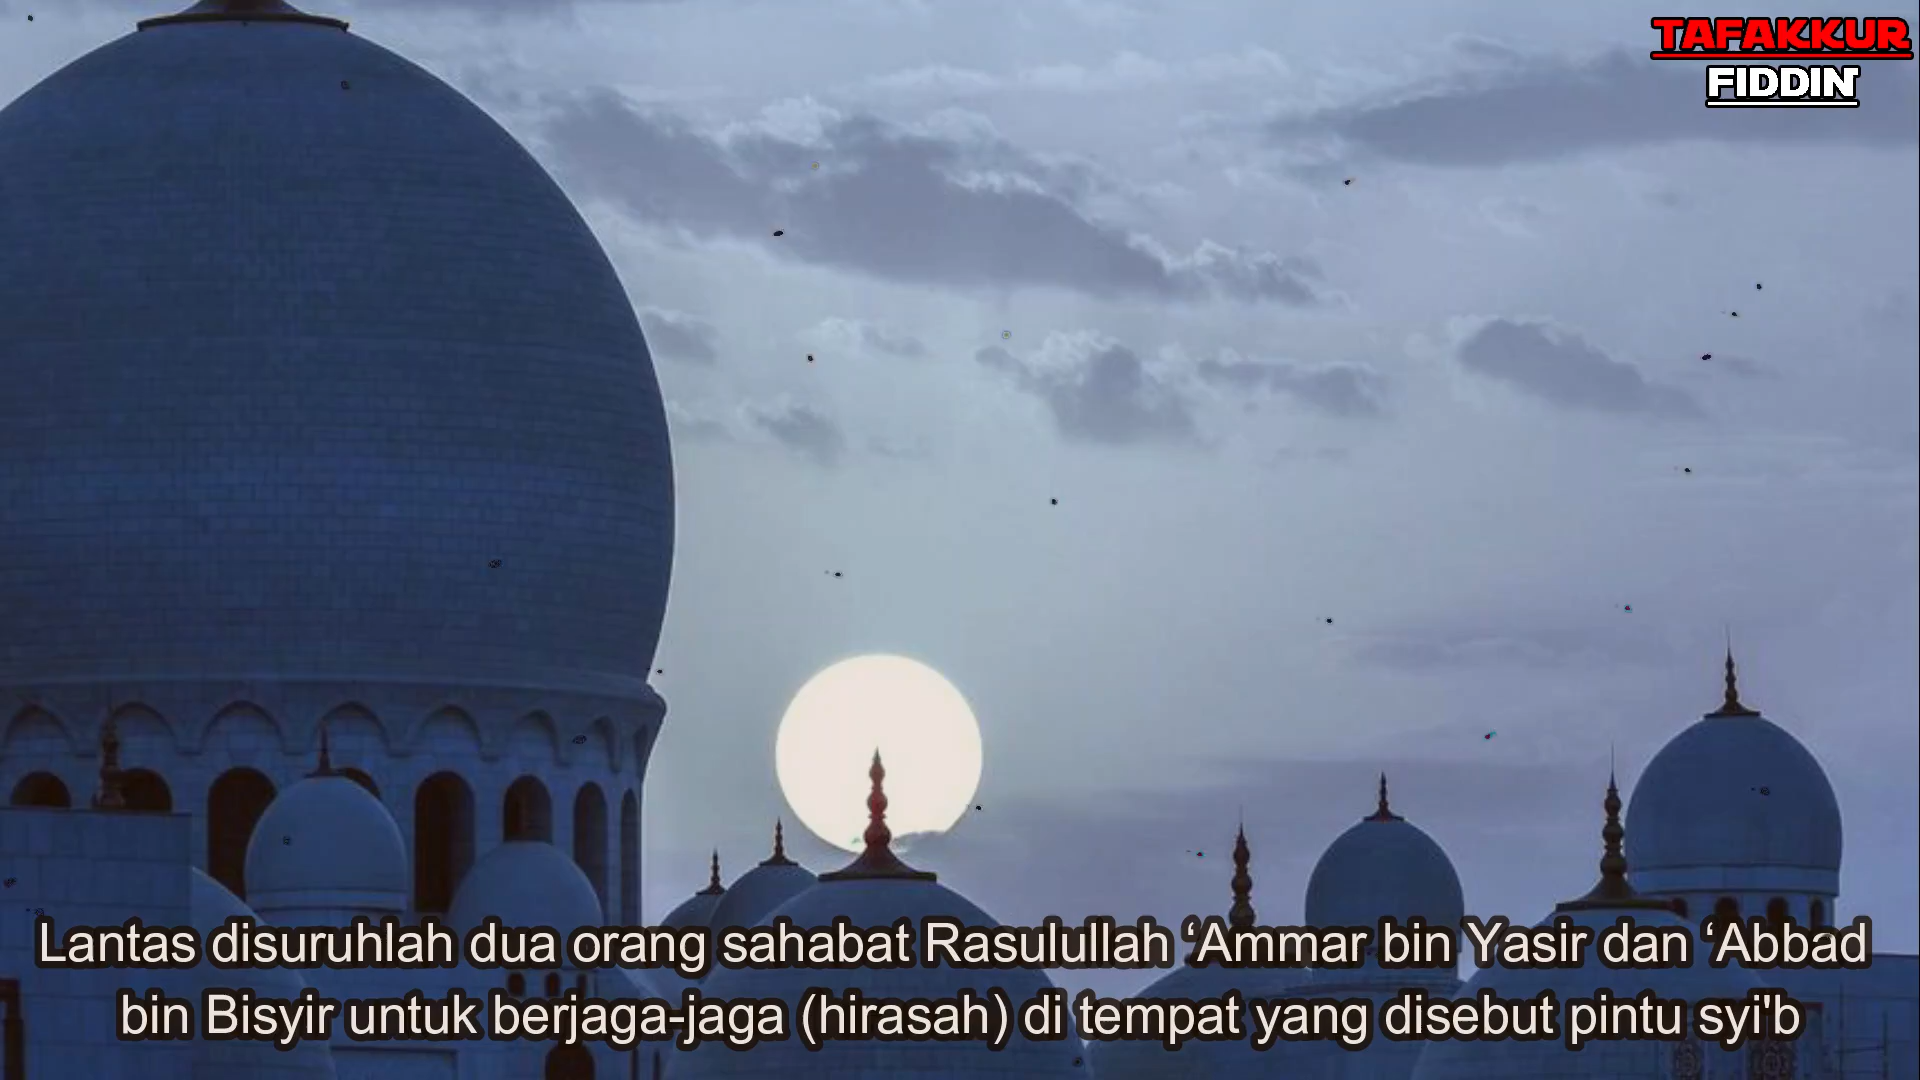 TAFAKKUR
FIDDIN
Lantas disuruhlah dua orang sahabat Rasulullah ‘Ammar bin Yasir dan ‘Abbad
bin Bisyir untuk berjaga-jaga (hirasah) di tempat yang disebut pintu syi'b